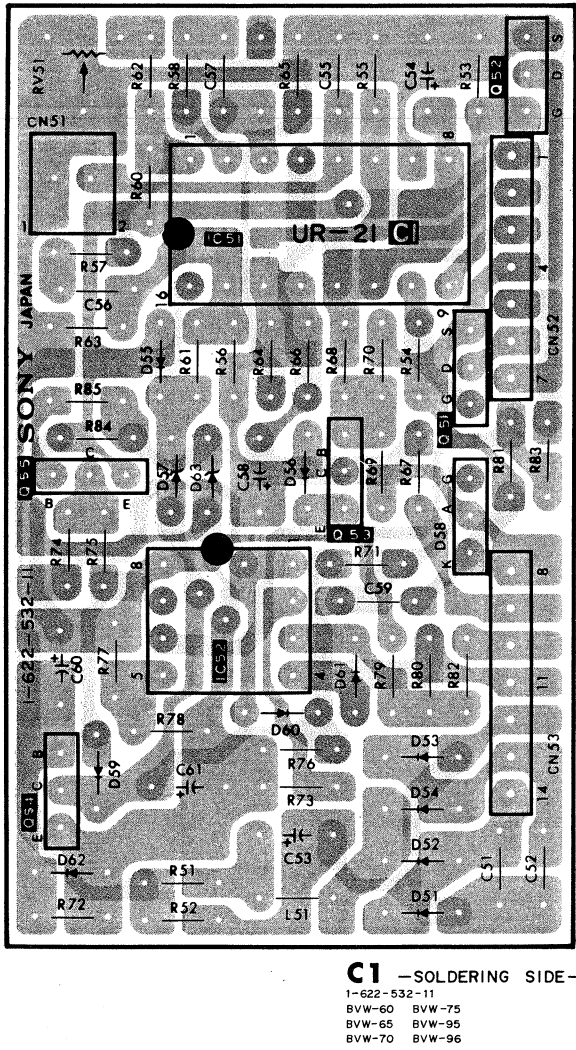 S
RV51
R62
R58
C57
R65
C55
R55
C54
+
R53
Q52
D
G
CN51
1
8
1
R60
1
2
IC51
UR-21 C1
4
R57
C56
16
9
S
CN52
R63
JAPAN
SONY
D55
R61
R56
R64
R66
R68
R70
R54
D
7
R85
G
Q51
R84
C
B
R81
R83
Q55
D57
D63
C58
+
D56
C
R69
R67
G
B
E
A
E
Q53
D58
R74
R75
8
1
R71
K
8
1-622-532-11
C59
+
C60
R77
IC52
5
4
D61
R79
R80
R82
11
R78
D60
B
D59
R76
D53
CN53
C
C61
+
R73
D54
14
Q54
E
+
C53
D62
D52
R51
C51
C52
R72
R52
L51
D51
C1 -SOLDERING SIDE-
1-622-532-11
BVW-60 BVW-75
BVW-65 BVW-95
BVW-70 BVW-96